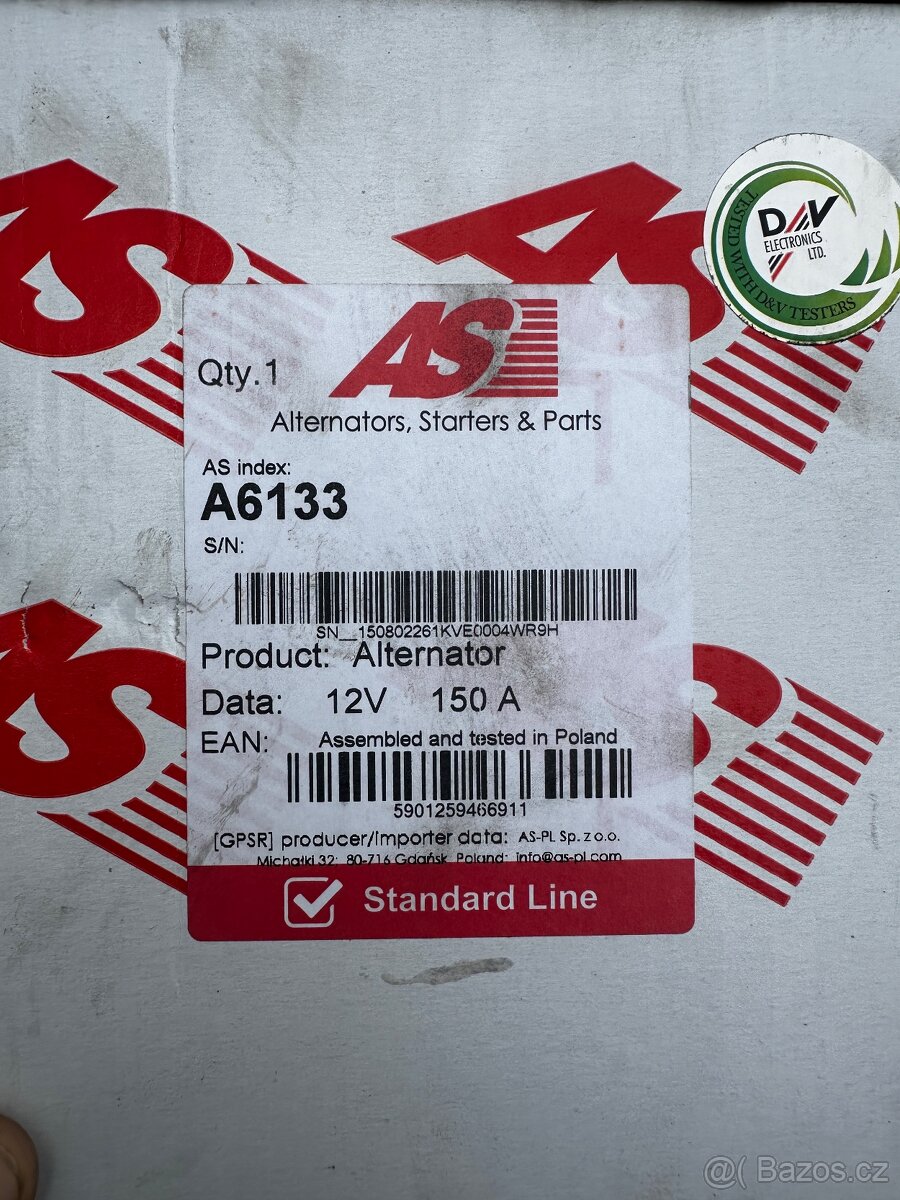 TESTED WITH D&V TESTERS
D/\V
ELECTRONICS
LTD.
AS
Qty.1
Alternators, Starters & Parts
AS index:
A6133
S/N:
SN__150802261KVE0004WR9H
Product: Alternator
Data: 12V 150 A
EAN: Assembled and tested in Poland
5901259466911
[GPSR] producer/importer data: AS-PL Sp. z o.o.
Michałki 32; 80-716 Gdańsk Poland; info@as-pl.com
Standard Line
@( Bazos.cz